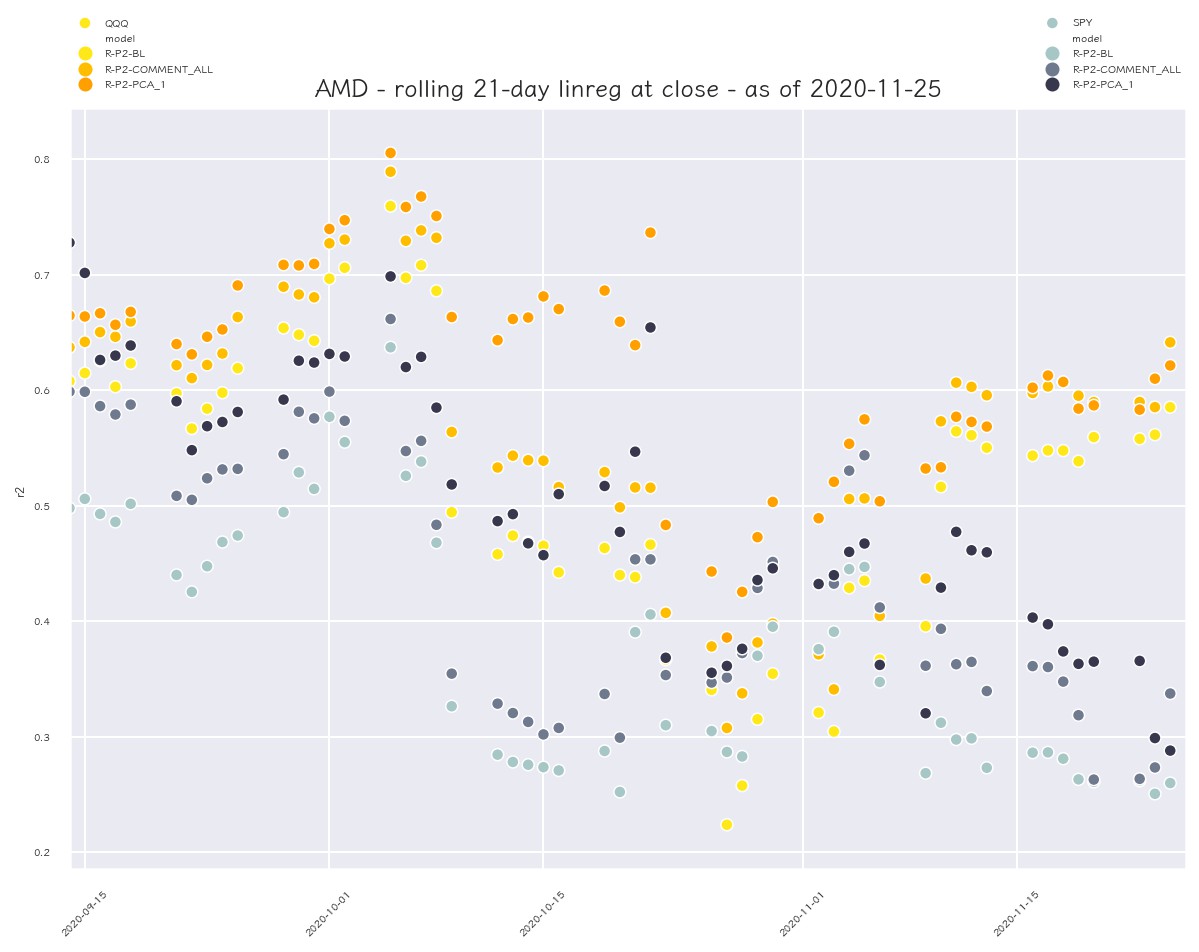 QQQ
model
R-P2-BL
R-P2-COMMENT_ALL
R-P2-PCA_1
SPY
model
R-P2-BL
R-P2-COMMENT_ALL
R-P2-PCA_1
AMD - rolling 21-day linreg at close - as of 2020-11-25
0.8
0.7
0.6
0.5
0.4
0.3
0.2
r2
2020-09-15
2020-10-01
2020-10-15
2020-11-01
2020-11-15